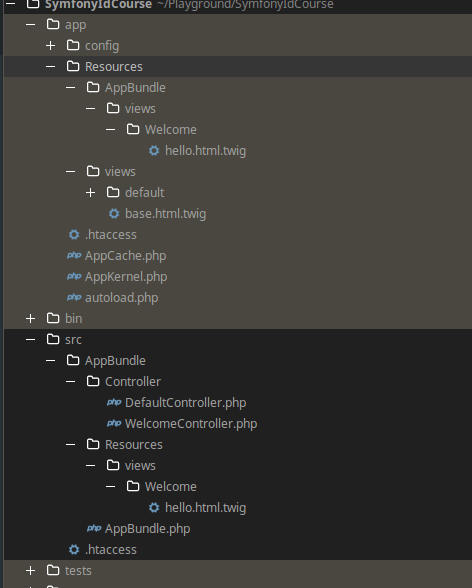 SymfonyIdCourse ~/Playground/SymfonyIdCourse
app
config
Resources
AppBundle
views
Welcome
hello.html.twig
views
default
base.html.twig
.htaccess
php AppCache.php
php AppKernel.php
php autoload.php
bin
src
AppBundle
Controller
php DefaultController.php
php WelcomeController.php
Resources
views
Welcome
hello.html.twig
php AppBundle.php
.htaccess
tests